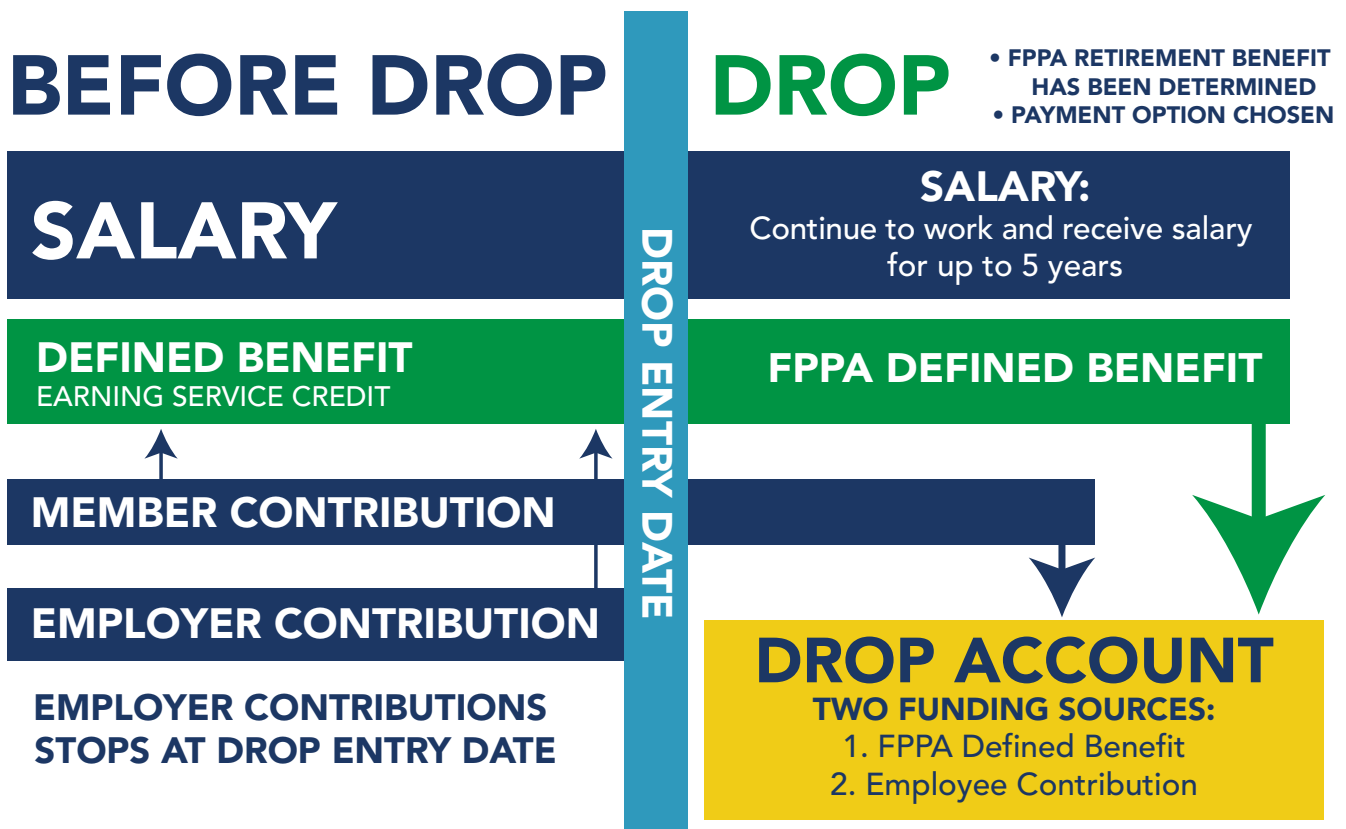 BEFORE DROP
SALARY
DEFINED BENEFIT
EARNING SERVICE CREDIT
MEMBER CONTRIBUTION
EMPLOYER CONTRIBUTION
EMPLOYER CONTRIBUTIONS
STOPS AT DROP ENTRY DATE
DROP ENTRY DATE
DROP
• FPPA RETIREMENT BENEFIT
HAS BEEN DETERMINED
• PAYMENT OPTION CHOSEN
SALARY:
Continue to work and receive salary
for up to 5 years
FPPA DEFINED BENEFIT
DROP ACCOUNT
TWO FUNDING SOURCES:
1. FPPA Defined Benefit
2. Employee Contribution